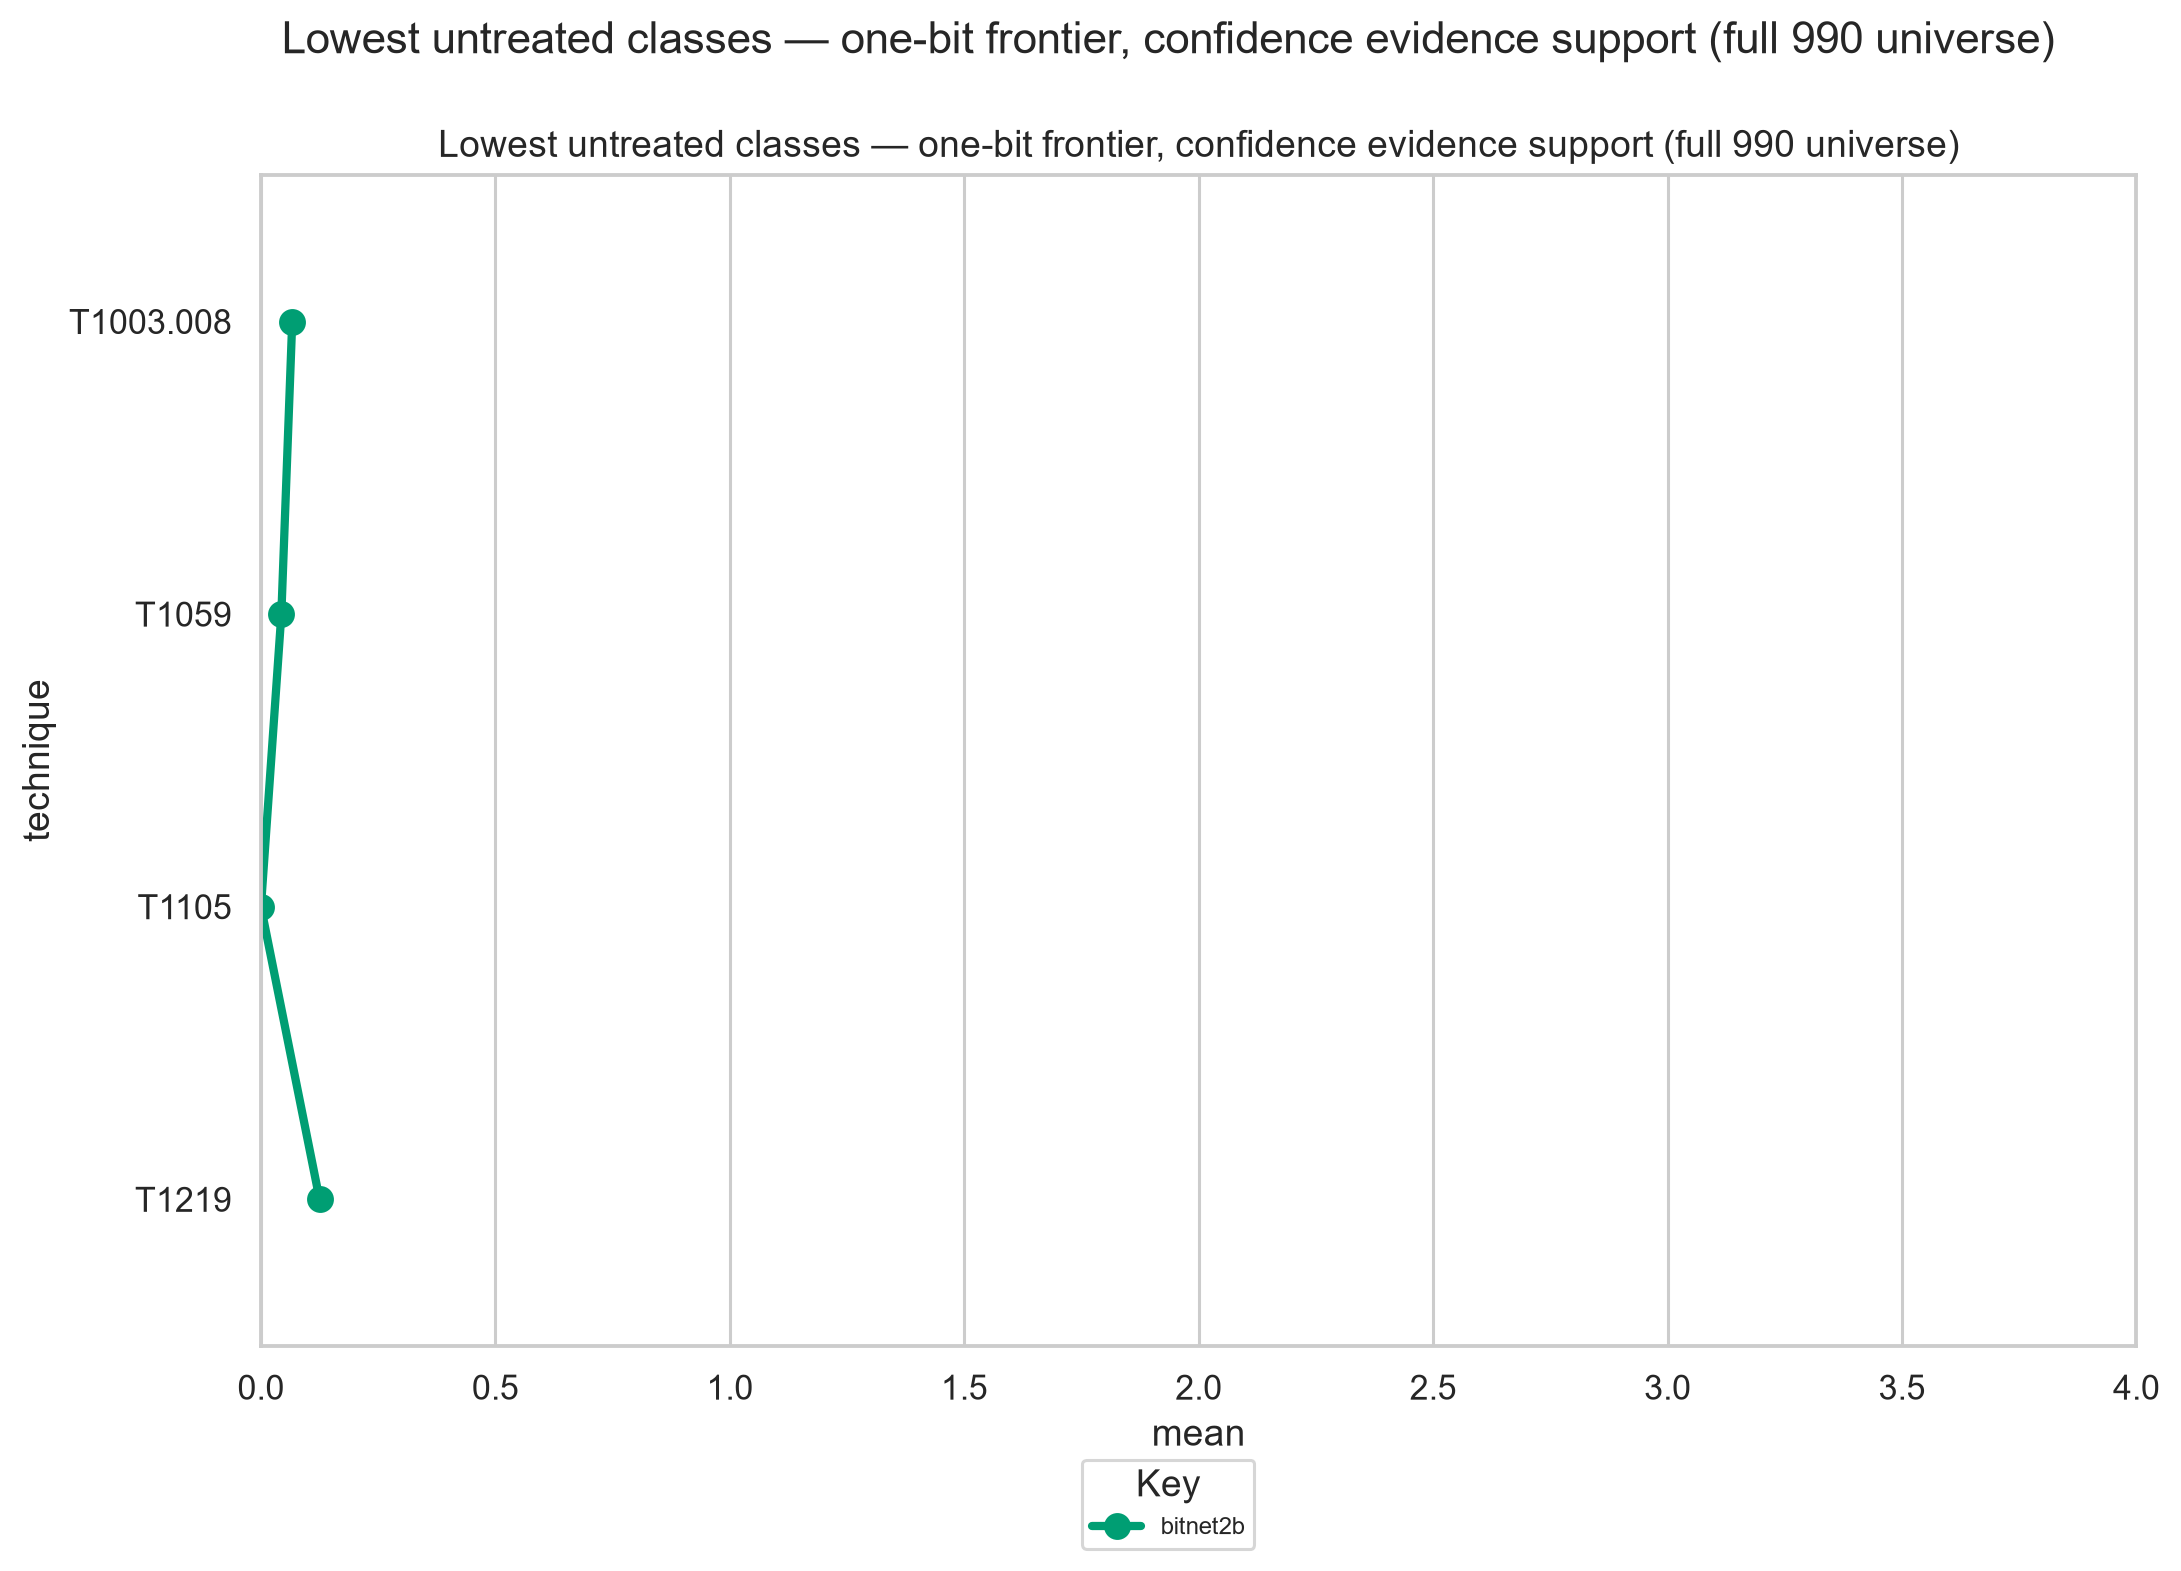 Lowest untreated classes — one-bit frontier, confidence evidence support (full 990 universe)
Lowest untreated classes — one-bit frontier, confidence evidence support (full 990 universe)
technique
T1003.008
T1059
T1105
T1219
0.0 0.5 1.0 1.5 2.0 2.5 3.0 3.5 4.0
mean
Key
bitnet2b